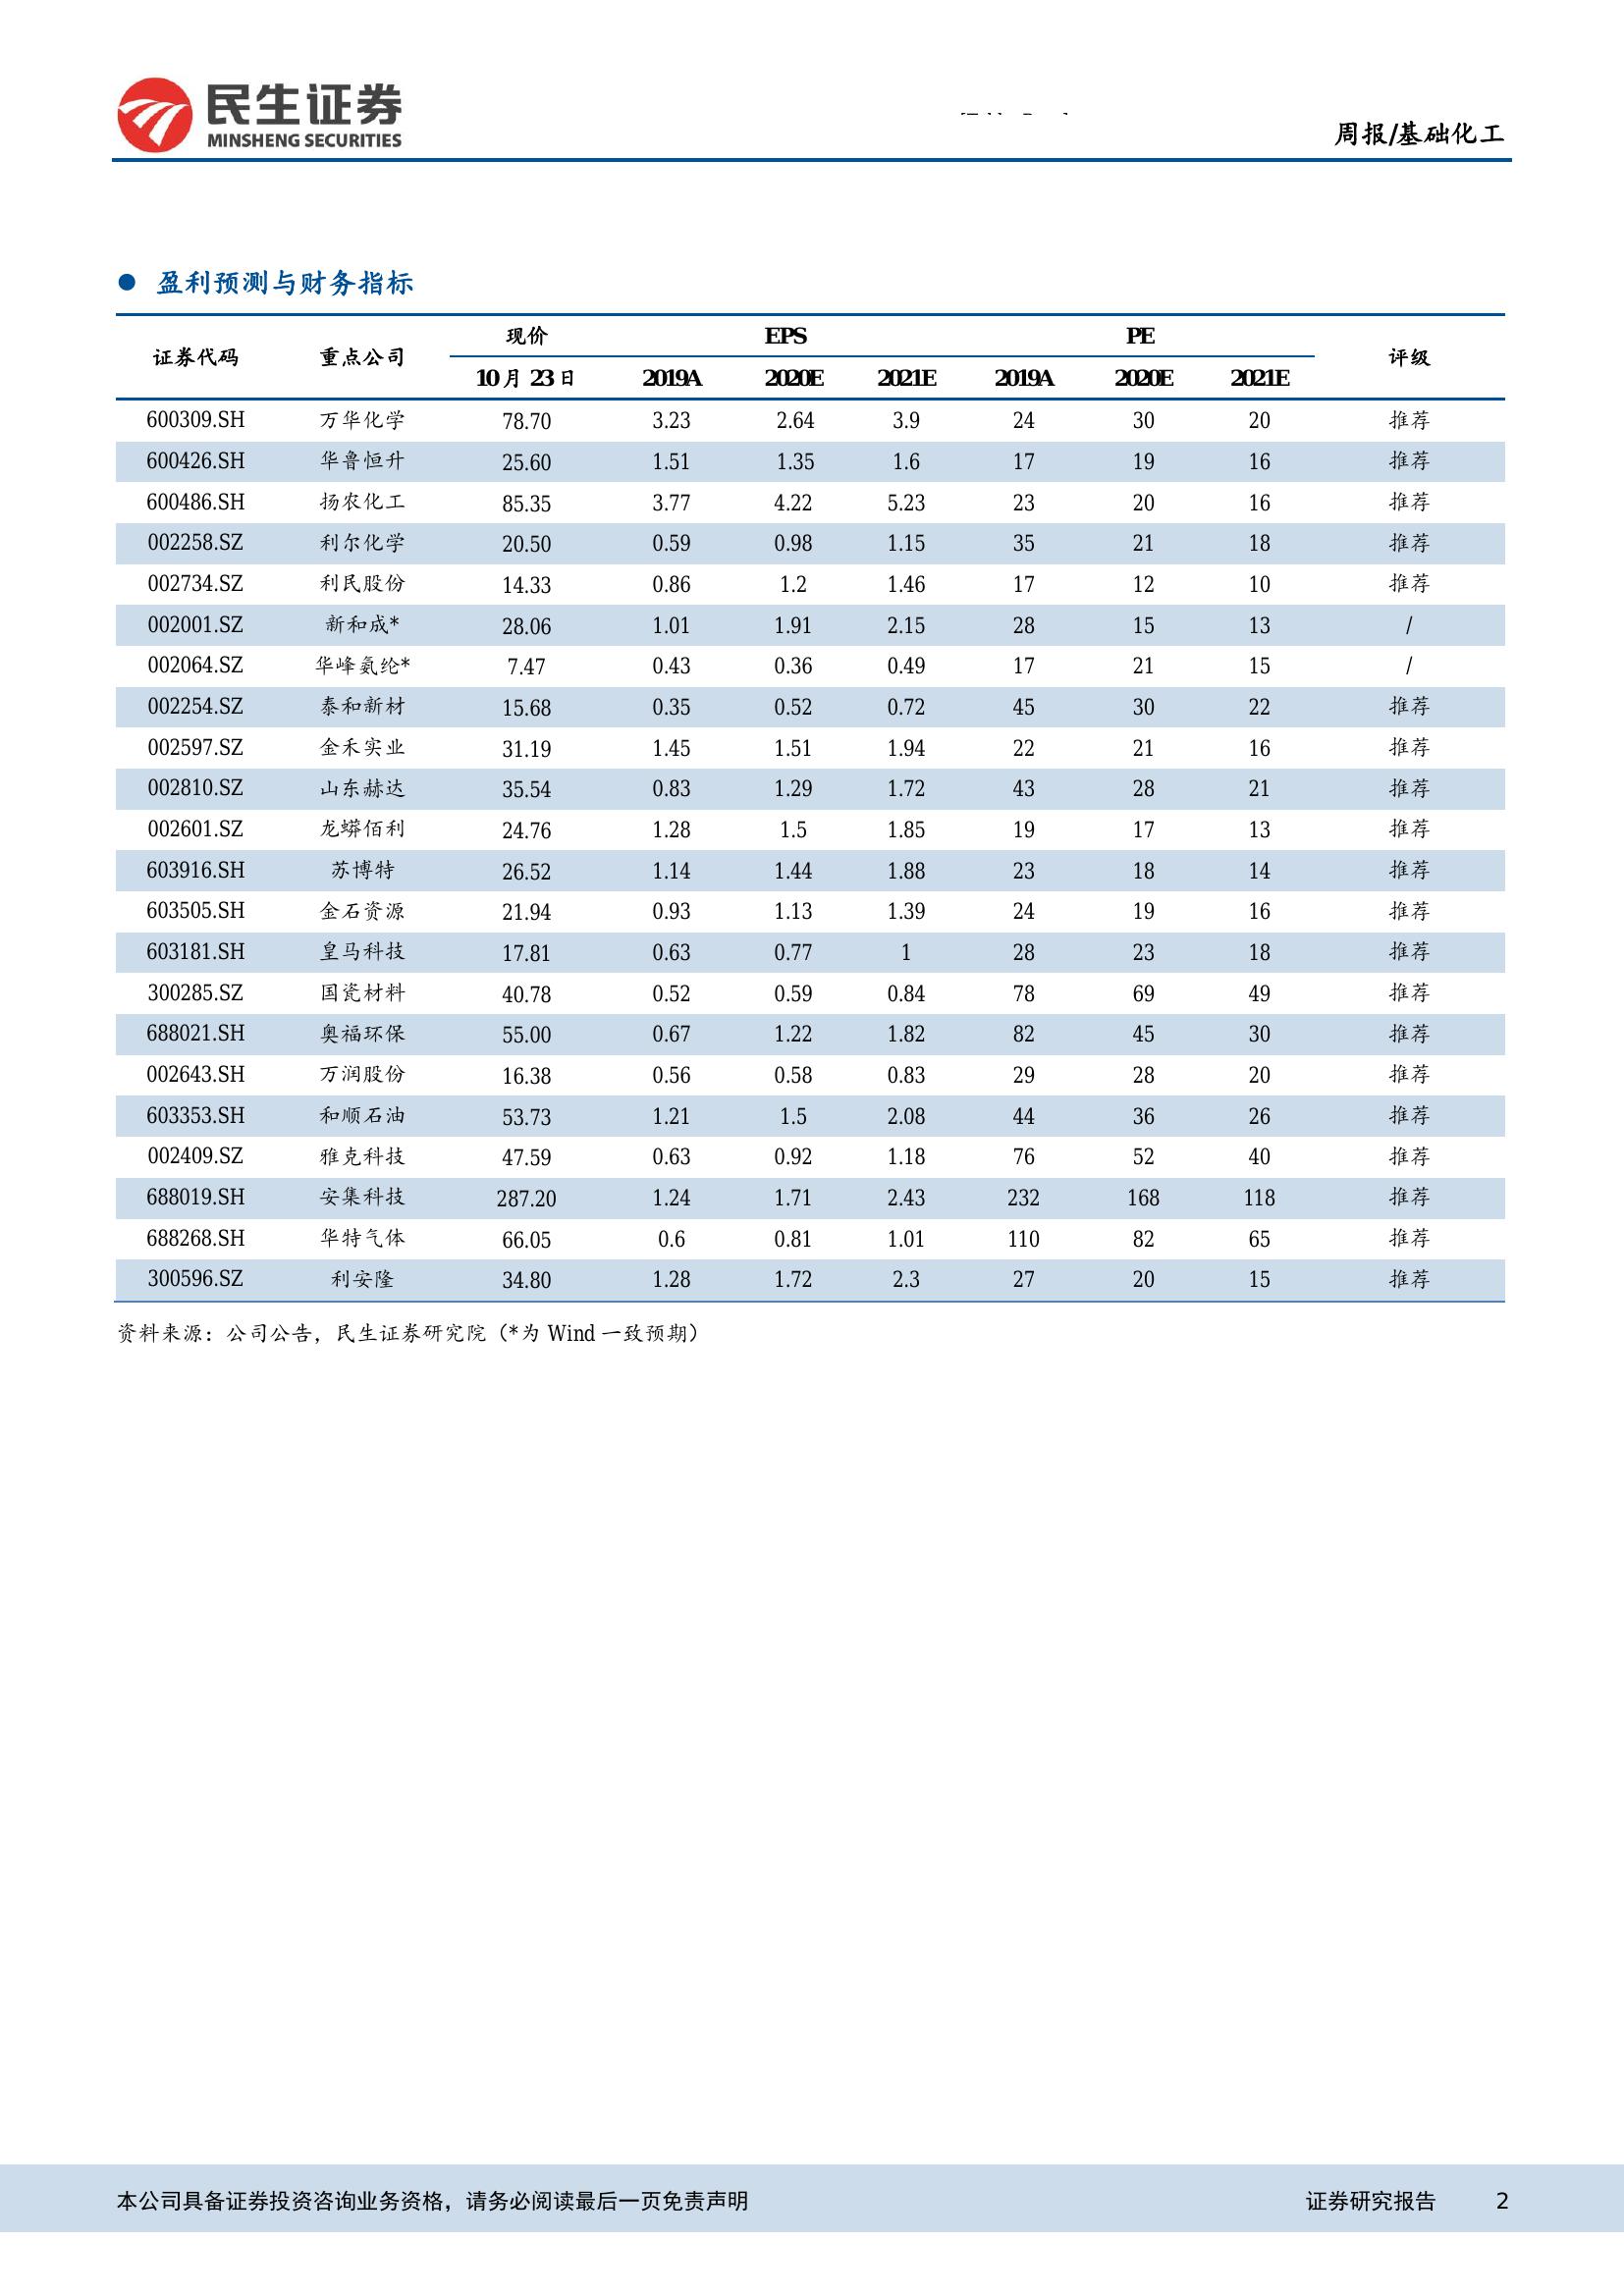 民生证券
MINSHENG SECURITIES
周报/基础化工
● 盈利预测与财务指标
证券代码 重点公司 现价 EPS PE 评级
10月23日 2019A 2020E 2021E 2019A 2020E 2021E
600309.SH 万华化学 78.70 3.23 2.64 3.9 24 30 20 推荐
600426.SH 华鲁恒升 25.60 1.51 1.35 1.6 17 19 16 推荐
600486.SH 扬农化工 85.35 3.77 4.22 5.23 23 20 16 推荐
002258.SZ 利尔化学 20.50 0.59 0.98 1.15 35 21 18 推荐
002734.SZ 利民股份 14.33 0.86 1.2 1.46 17 12 10 推荐
002001.SZ 新和成* 28.06 1.01 1.91 2.15 28 15 13 /
002064.SZ 华峰氨纶* 7.47 0.43 0.36 0.49 17 21 15 /
002254.SZ 泰和新材 15.68 0.35 0.52 0.72 45 30 22 推荐
002597.SZ 金禾实业 31.19 1.45 1.51 1.94 22 21 16 推荐
002810.SZ 山东赫达 35.54 0.83 1.29 1.72 43 28 21 推荐
002601.SZ 龙蟒佰利 24.76 1.28 1.5 1.85 19 17 13 推荐
603916.SH 苏博特 26.52 1.14 1.44 1.88 23 18 14 推荐
603505.SH 金石资源 21.94 0.93 1.13 1.39 24 19 16 推荐
603181.SH 皇马科技 17.81 0.63 0.77 1 28 23 18 推荐
300285.SZ 国瓷材料 40.78 0.52 0.59 0.84 78 69 49 推荐
688021.SH 奥福环保 55.00 0.67 1.22 1.82 82 45 30 推荐
002643.SH 万润股份 16.38 0.56 0.58 0.83 29 28 20 推荐
603353.SH 和顺石油 53.73 1.21 1.5 2.08 44 36 26 推荐
002409.SZ 雅克科技 47.59 0.63 0.92 1.18 76 52 40 推荐
688019.SH 安集科技 287.20 1.24 1.71 2.43 232 168 118 推荐
688268.SH 华特气体 66.05 0.6 0.81 1.01 110 82 65 推荐
300596.SZ 利安隆 34.80 1.28 1.72 2.3 27 20 15 推荐
资料来源：公司公告，民生证券研究院（*为 Wind 一致预期）
本公司具备证券投资咨询业务资格，请务必阅读最后一页免责声明 证券研究报告 2